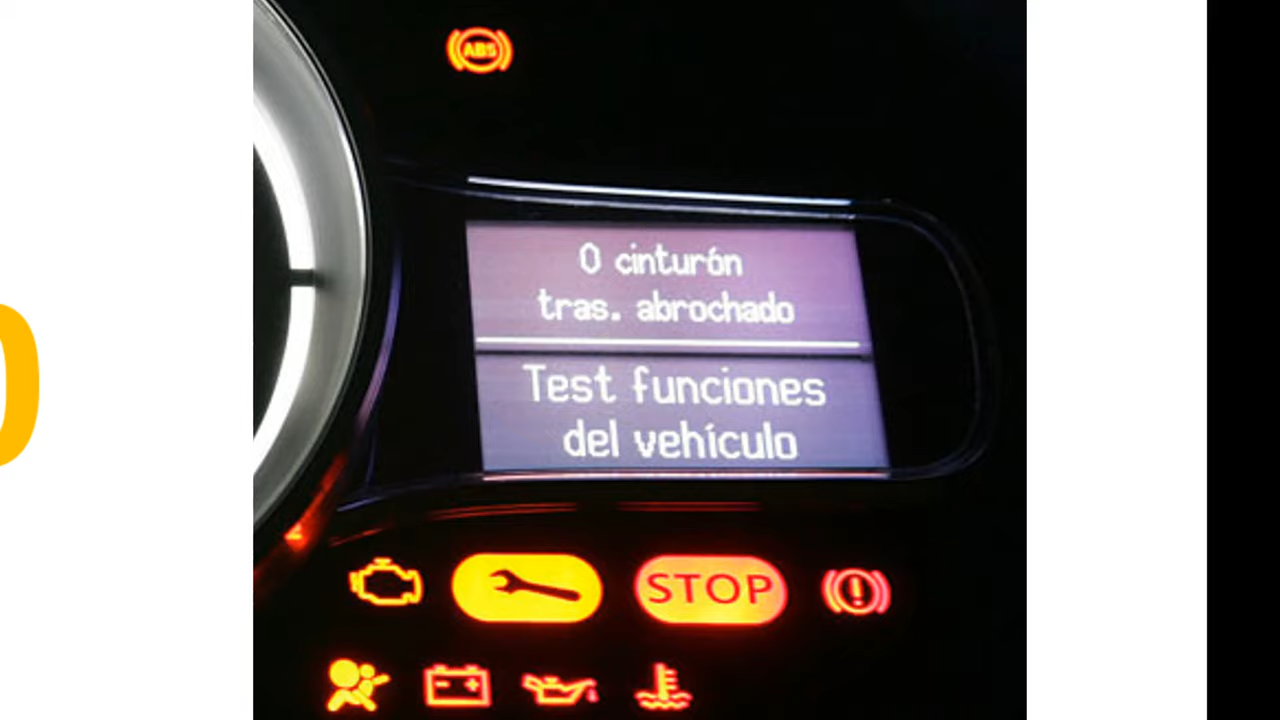 ABS
0 cinturón
tras. abrochado
Test funciones
del vehículo
STOP